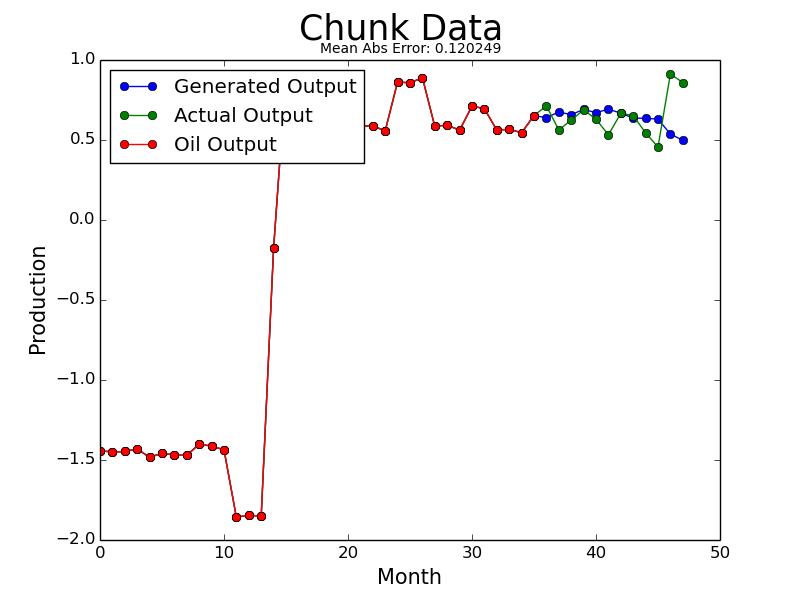 Chunk Data
Mean Abs Error: 0.120249
Generated Output
Actual Output
Oil Output
1.0
0.5
0.0
−0.5
−1.0
−1.5
−2.0
Production
0 10 20 30 40 50
Month